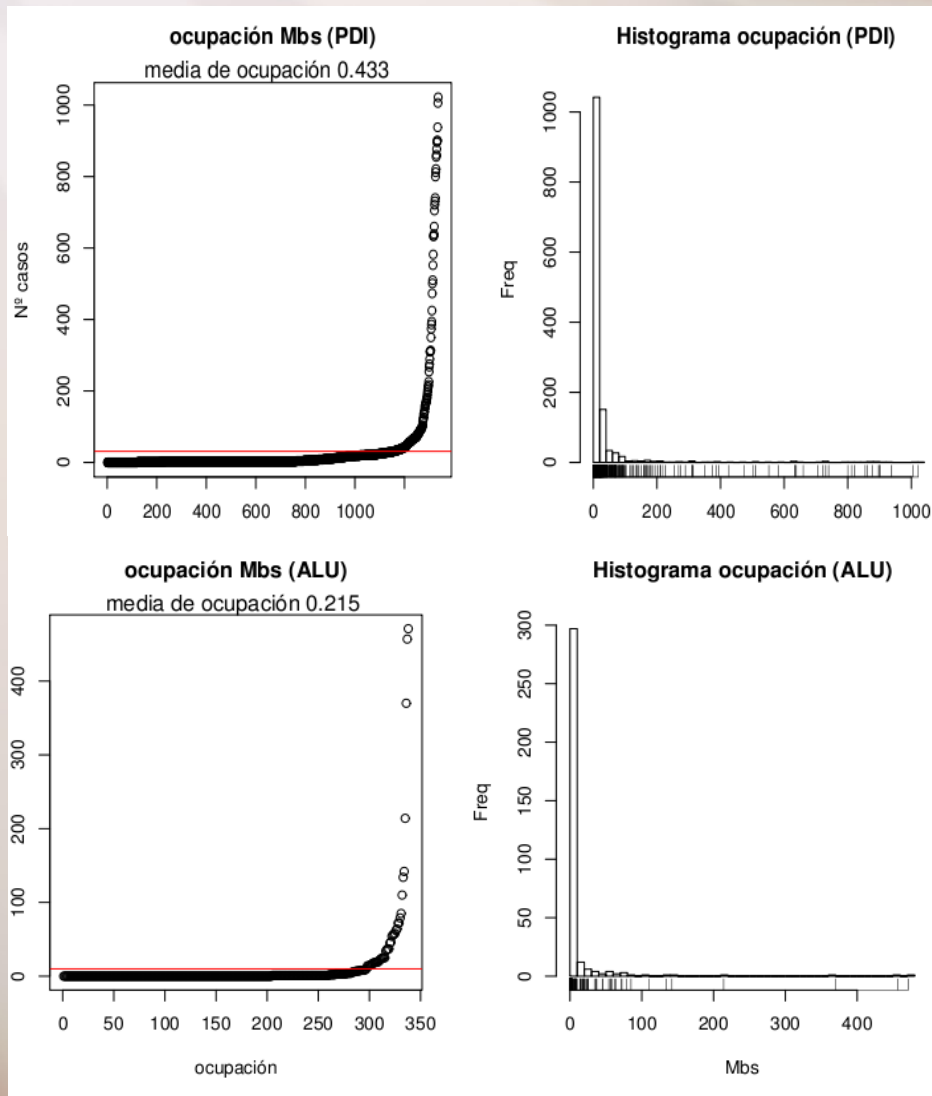 ocupación Mbs (PDI)
media de ocupación 0.433
Nº casos
0 200 400 600 800 1000
0 200 400 600 800 1000
Histograma ocupación (PDI)
Freq
0 200 400 600 800 1000
0 200 400 600 800 1000
ocupación Mbs (ALU)
media de ocupación 0.215
0 100 200 300 400
0 50 100 150 200 250 300 350
ocupación
Histograma ocupación (ALU)
Freq
0 50 100 150 200 250 300
0 100 200 300 400
Mbs